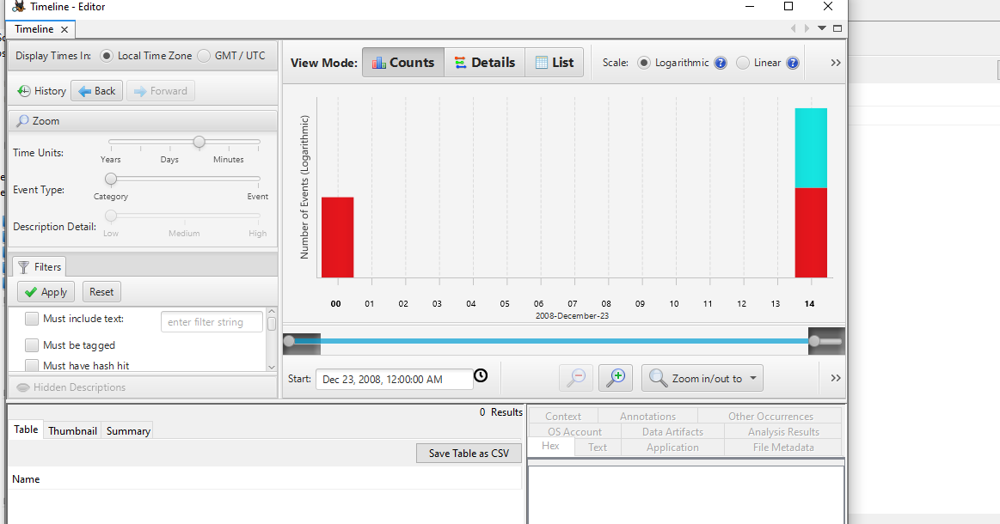 Timeline - Editor
Timeline
Display Times In: Local Time Zone GMT / UTC
History Back Forward
Zoom
Time Units:
Years Days Minutes
Event Type:
Category Event
Description Detail:
Low Medium High
Filters
Apply Reset
Must include text: enter filter string
Must be tagged
Must have hash hit
Hidden Descriptions
View Mode: Counts Details List Scale: Logarithmic ? Linear ?
Number of Events (Logarithmic)
00 01 02 03 04 05 06 07 08 09 10 11 12 13 14
2008-December-23
Start: Dec 23, 2008, 12:00:00 AM Zoom in/out to
0 Results
Table Thumbnail Summary
Save Table as CSV
Name
Context Annotations Other Occurrences
OS Account Data Artifacts Analysis Results
Hex Text Application File Metadata